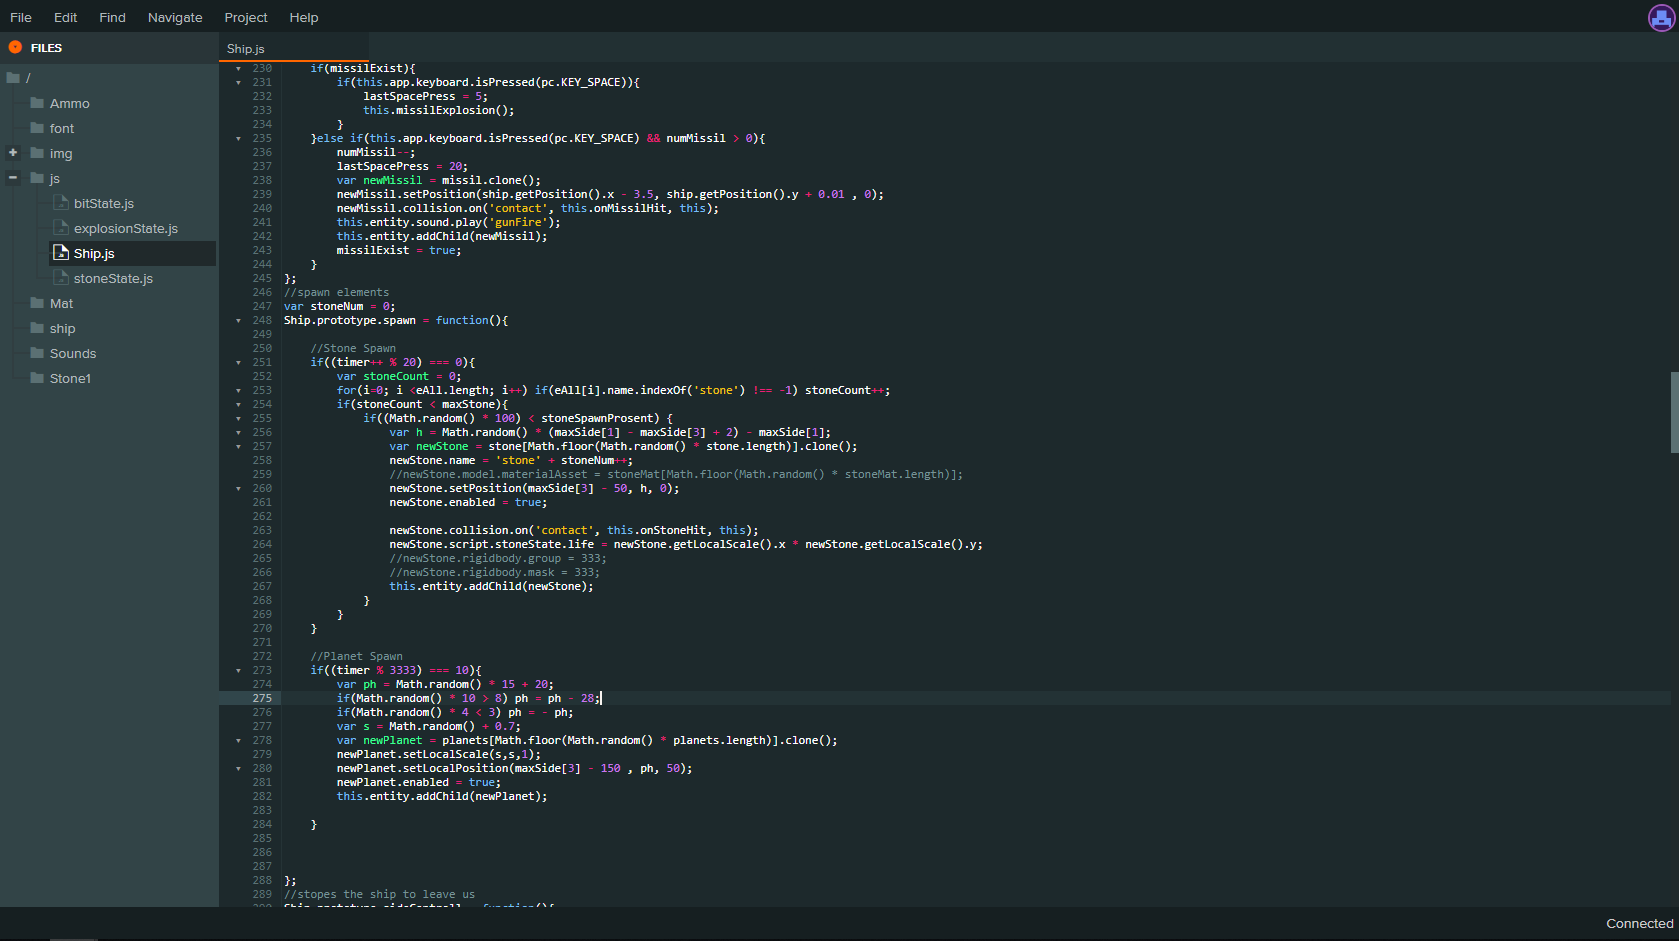 File Edit Find Navigate Project Help
FILES
/
Ammo
font
img
js
bitState.js
explosionState.js
Ship.js
stoneState.js
Mat
ship
Sounds
Stone1
Ship.js
230 if(missilExist){
231 if(this.app.keyboard.isPressed(pc.KEY_SPACE)){
232 lastSpacePress = 5;
233 this.missilExplosion();
234 }
235 }else if(this.app.keyboard.isPressed(pc.KEY_SPACE) && numMissil > 0){
236 numMissil--;
237 lastSpacePress = 20;
238 var newMissil = missil.clone();
239 newMissil.setPosition(ship.getPosition().x - 3.5, ship.getPosition().y + 0.01 , 0);
240 newMissil.collision.on('contact', this.onMissilHit, this);
241 this.entity.sound.play('gunFire');
242 this.entity.addChild(newMissil);
243 missilExist = true;
244 }
245 };
246 //spawn elements
247 var stoneNum = 0;
248 Ship.prototype.spawn = function(){
249
250 //Stone Spawn
251 if((timer++ % 20) === 0){
252 var stoneCount = 0;
253 for(i=0; i <eAll.length; i++) if(eAll[i].name.indexOf('stone') !== -1) stoneCount++;
254 if(stoneCount < maxStone){
255 if((Math.random() * 100) < stoneSpawnProsent) {
256 var h = Math.random() * (maxSide[1] - maxSide[3] + 2) - maxSide[1];
257 var newStone = stone[Math.floor(Math.random() * stone.length)].clone();
258 newStone.name = 'stone' + stoneNum++;
259 //newStone.model.materialAsset = stoneMat[Math.floor(Math.random() * stoneMat.length)];
260 newStone.setPosition(maxSide[3] - 50, h, 0);
261 newStone.enabled = true;
262
263 newStone.collision.on('contact', this.onStoneHit, this);
264 newStone.script.stoneState.life = newStone.getLocalScale().x * newStone.getLocalScale().y;
265 //newStone.rigidbody.group = 333;
266 //newStone.rigidbody.mask = 333;
267 this.entity.addChild(newStone);
268 }
269 }
270 }
271
272 //Planet Spawn
273 if((timer % 3333) === 10){
274 var ph = Math.random() * 15 + 20;
275 if(Math.random() * 10 > 8) ph = ph - 28;
276 if(Math.random() * 4 < 3) ph = - ph;
277 var s = Math.random() + 0.7;
278 var newPlanet = planets[Math.floor(Math.random() * planets.length)].clone();
279 newPlanet.setLocalScale(s,s,1);
280 newPlanet.setLocalPosition(maxSide[3] - 150 , ph, 50);
281 newPlanet.enabled = true;
282 this.entity.addChild(newPlanet);
283
284 }
285
286
287
288 };
289 //stopes the ship to leave us
Connected